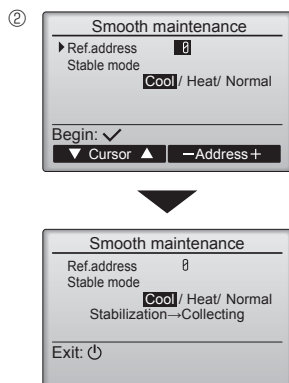 ②
Smooth maintenance
Ref.address 0
Stable mode
Cool / Heat/ Normal
Begin: ✓
▼ Cursor ▲ −Address+
Smooth maintenance
Ref.address 0
Stable mode
Cool / Heat/ Normal
Stabilization→Collecting
Exit: ⏻